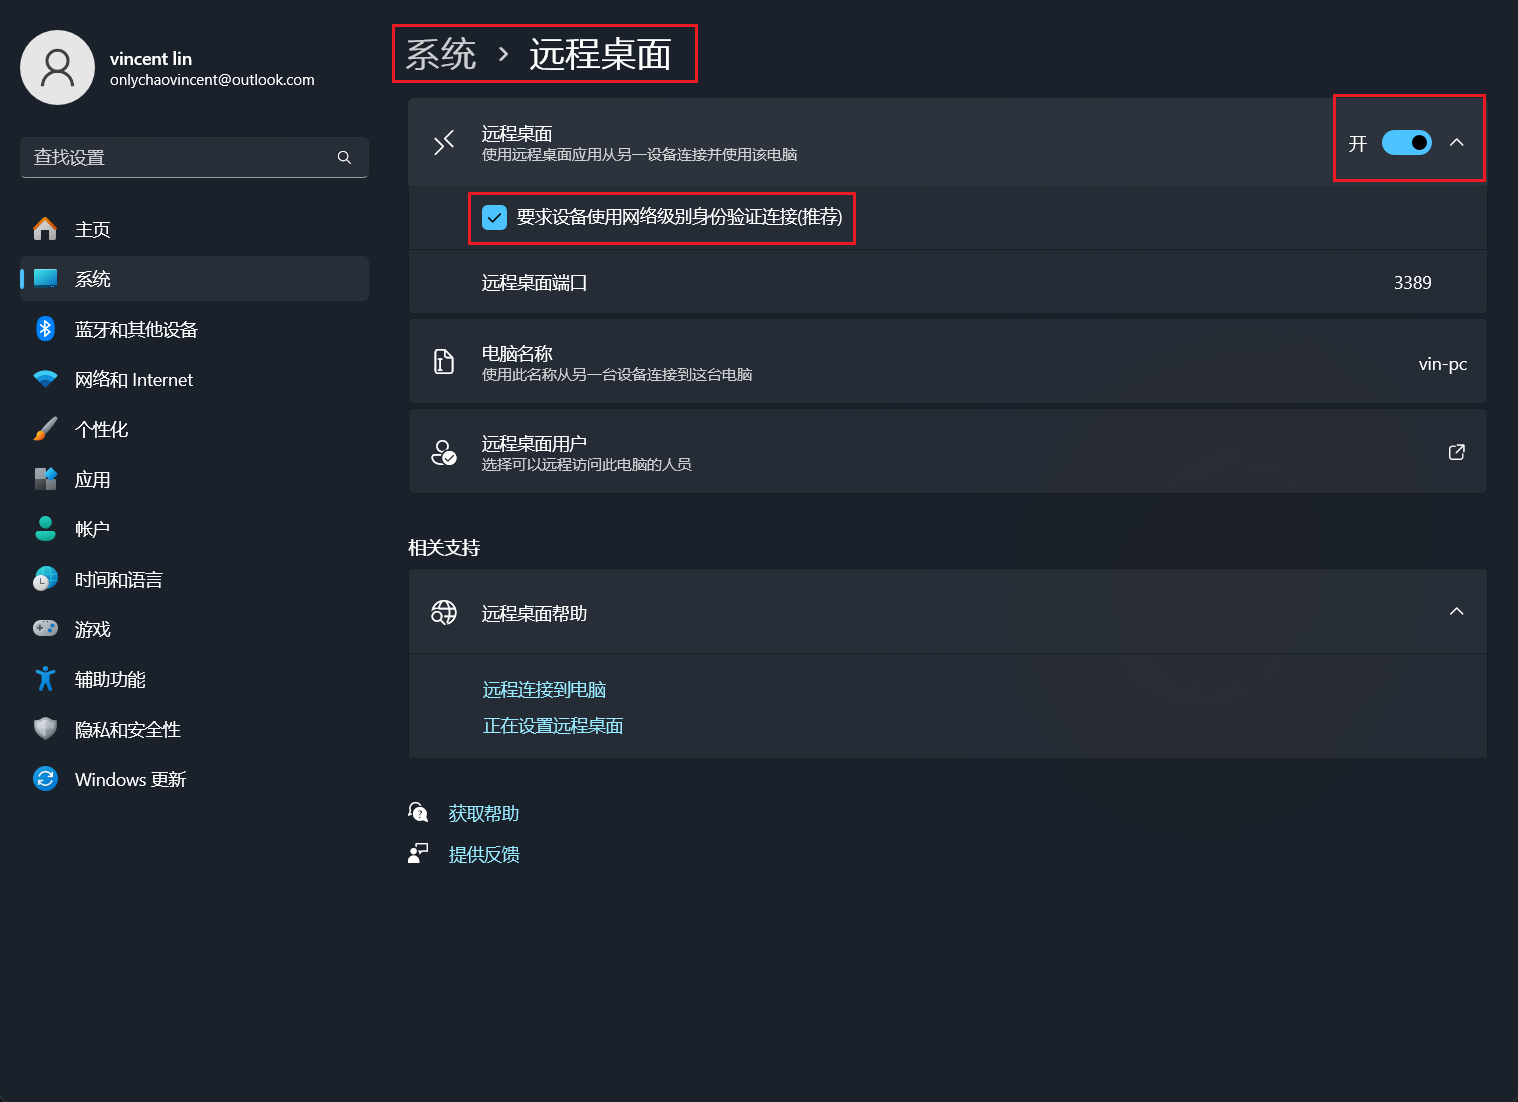 vincent lin
onlychaovincent@outlook.com
查找设置
主页
系统
蓝牙和其他设备
网络和 Internet
个性化
应用
帐户
时间和语言
游戏
辅助功能
隐私和安全性
Windows 更新
系统 › 远程桌面
远程桌面
使用远程桌面应用从另一设备连接并使用该电脑
开
要求设备使用网络级别身份验证连接(推荐)
远程桌面端口 3389
电脑名称
使用此名称从另一台设备连接到这台电脑
vin-pc
远程桌面用户
选择可以远程访问此电脑的人员
相关支持
远程桌面帮助
远程连接到电脑
正在设置远程桌面
获取帮助
提供反馈